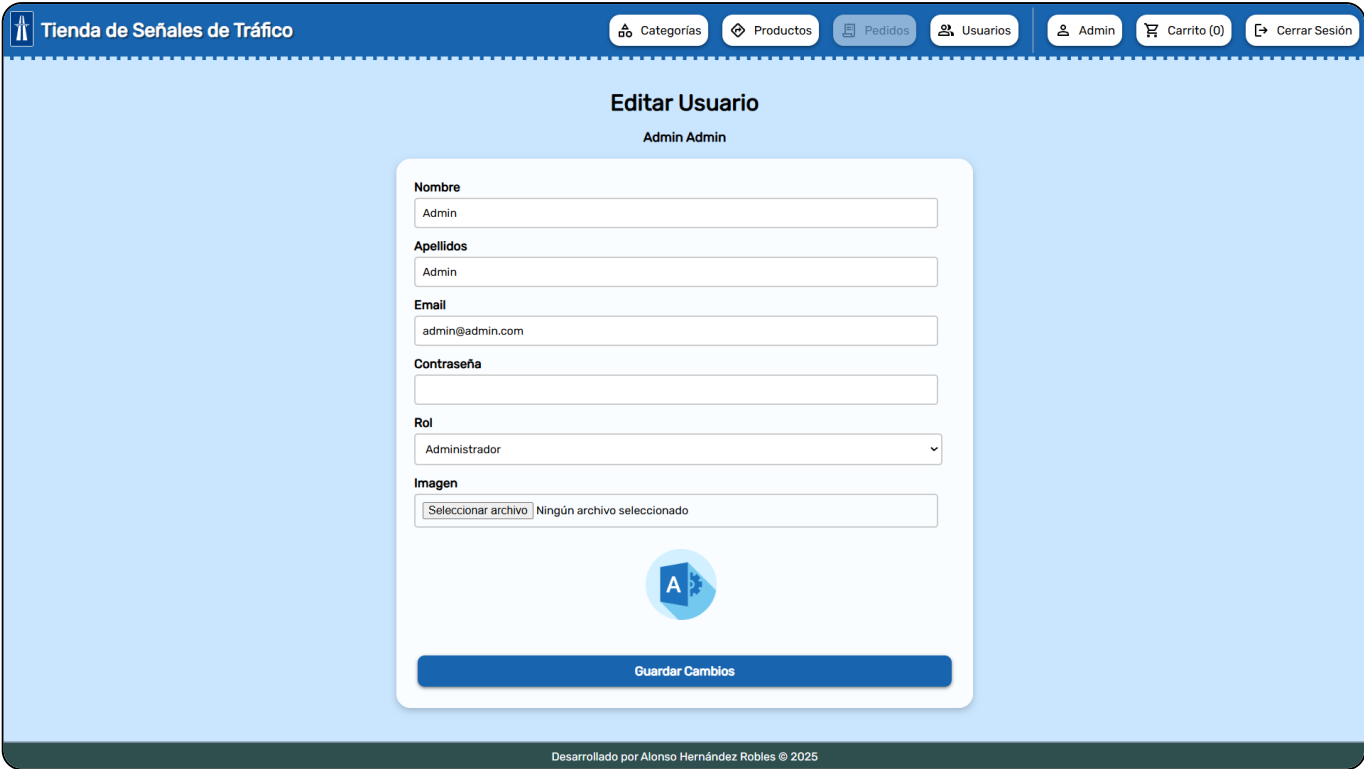 Tienda de Señales de Tráfico
Categorías
Productos
Pedidos
Usuarios
Admin
Carrito (0)
Cerrar Sesión
Editar Usuario
Admin Admin
Nombre
Admin
Apellidos
Admin
Email
admin@admin.com
Contraseña
Rol
Administrador
Imagen
Seleccionar archivo Ningún archivo seleccionado
A
Guardar Cambios
Desarrollado por Alonso Hernández Robles © 2025